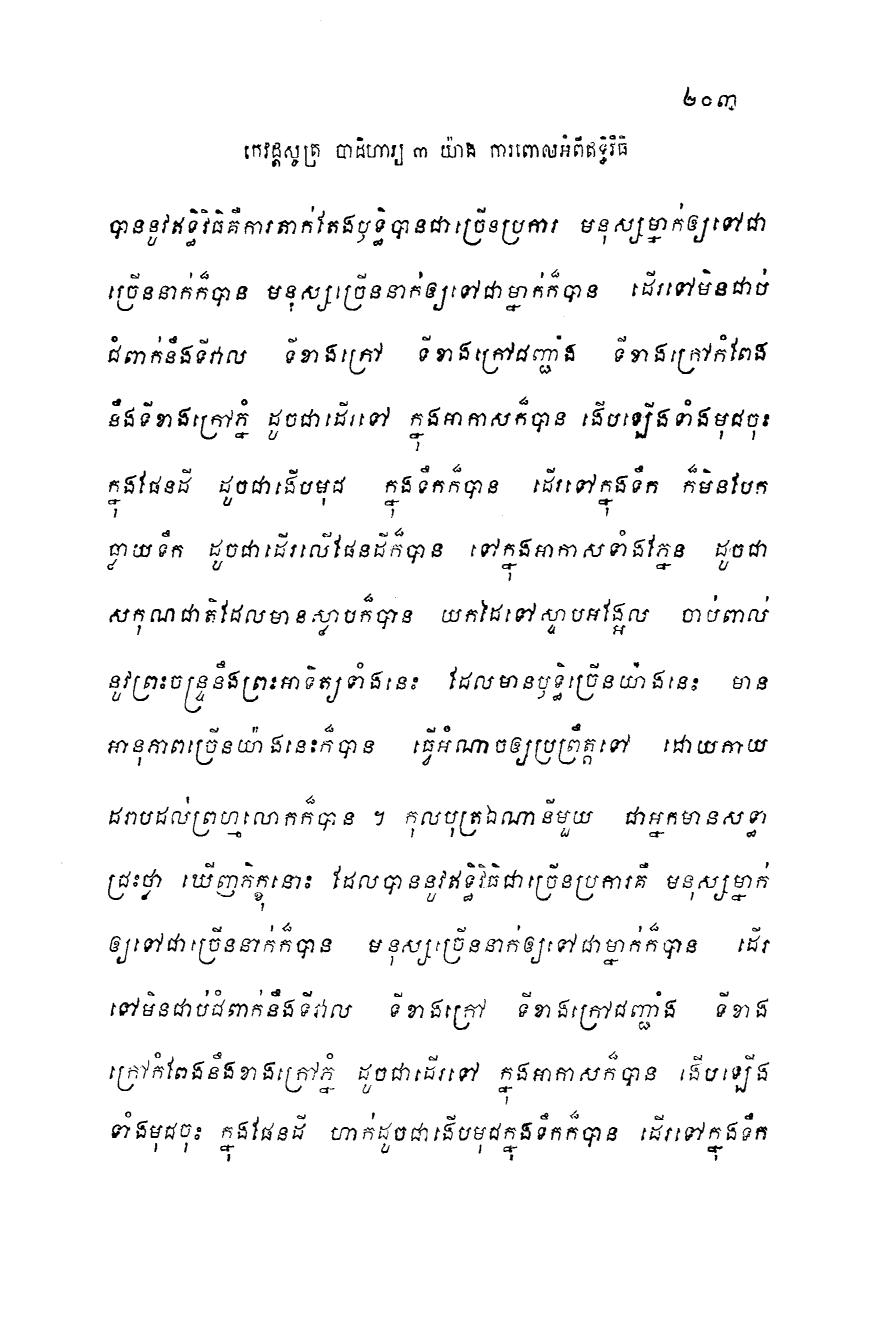 ២០៣
កេវដ្ដសូត្រ បាដិហារ្យ ៣ យ៉ាង ការពោលអំពីឥទ្ធិវិធី
បាននូវឥទ្ធិវិធិគឺការតាក់តែងឫទ្ធិបានជាច្រើនប្រការ មនុស្សម្នាក់ឲ្យទៅជា
ច្រើននាក់ក៏បាន មនុស្សច្រើននាក់ឲ្យទៅជាម្នាក់ក៏បាន ដើរទៅមិនជាប់
ជំពាក់នឹងទីវាល ទីខាងក្រៅ ទីខាងក្រៅជញ្ជាំង ទីខាងក្រៅកំពែង
នឹងទីខាងក្រៅភ្នំ ដូចជាដើរទៅ ក្នុងអាកាសក៏បាន ងើបឡើងទាំងមុជចុះ
ក្នុងផែនដី ដូចជាងើបមុជ ក្នុងទឹកក៏បាន ដើរទៅក្នុងទឹក ក៏មិនបែក
ធ្លាយទឹក ដូចជាដើរលើផែនដីក៏បាន ទៅក្នុងអាកាសទាំងភ្នែន ដូចជា
សកុណជាតិដែលមានស្លាបក៏បាន យកដៃទៅស្ទាបអង្អែល ចាប់ពាល់
នូវព្រះចន្ទ្រនឹងព្រះអាទិត្យទាំងនេះ ដែលមានឫទ្ធិច្រើនយ៉ាងនេះ មាន
អានុភាពច្រើនយ៉ាងនេះក៏បាន ធ្វើអំណាចឲ្យប្រព្រឹត្តទៅ ដោយកាយ
ដរាបដល់ព្រហ្មលោកក៏បាន ។ កុលបុត្រឯណានីមួយ ជាអ្នកមានសទ្ធា
ជ្រះថ្លា ឃើញភិក្ខុនោះ ដែលបាននូវឥទ្ធិវិធិជាច្រើនប្រការគឺ មនុស្សម្នាក់
ឲ្យទៅជាច្រើននាក់ក៏បាន មនុស្សច្រើននាក់ឲ្យទៅជាម្នាក់ក៏បាន ដើរ
ទៅមិនជាប់ជំពាក់នឹងទីវាល ទីខាងក្រៅ ទីខាងក្រៅជញ្ជាំង ទីខាង
ក្រៅកំពែងនឹងខាងក្រៅភ្នំ ដូចជាដើរទៅ ក្នុងអាកាសក៏បាន ងើបឡើង
ទាំងមុជចុះ ក្នុងផែនដី ហាក់ដូចជាងើបមុជក្នុងទឹកក៏បាន ដើរទៅក្នុងទឹក